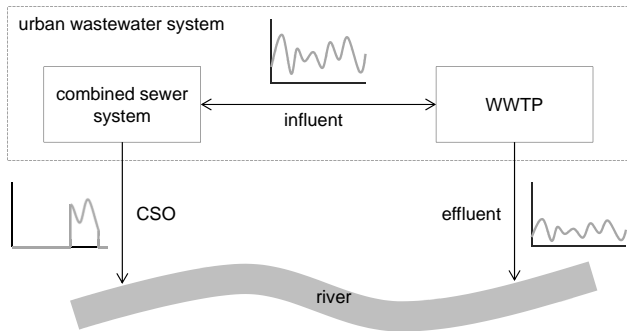 urban wastewater system
combined sewer
system
influent
WWTP
CSO
effluent
river